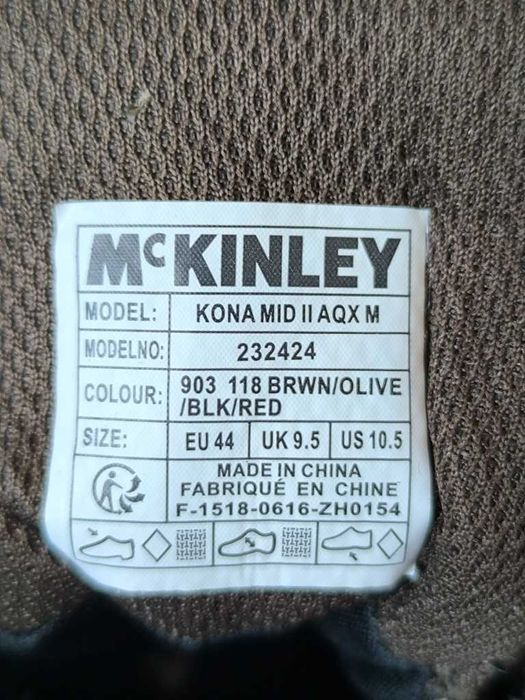 McKINLEY
MODEL: KONA MID II AQX M
MODELNO: 232424
COLOUR: 903 118 BRWN/OLIVE
/BLK/RED
SIZE: EU 44 UK 9.5 US 10.5
MADE IN CHINA
FABRIQUÉ EN CHINE
F-1518-0616-ZH0154